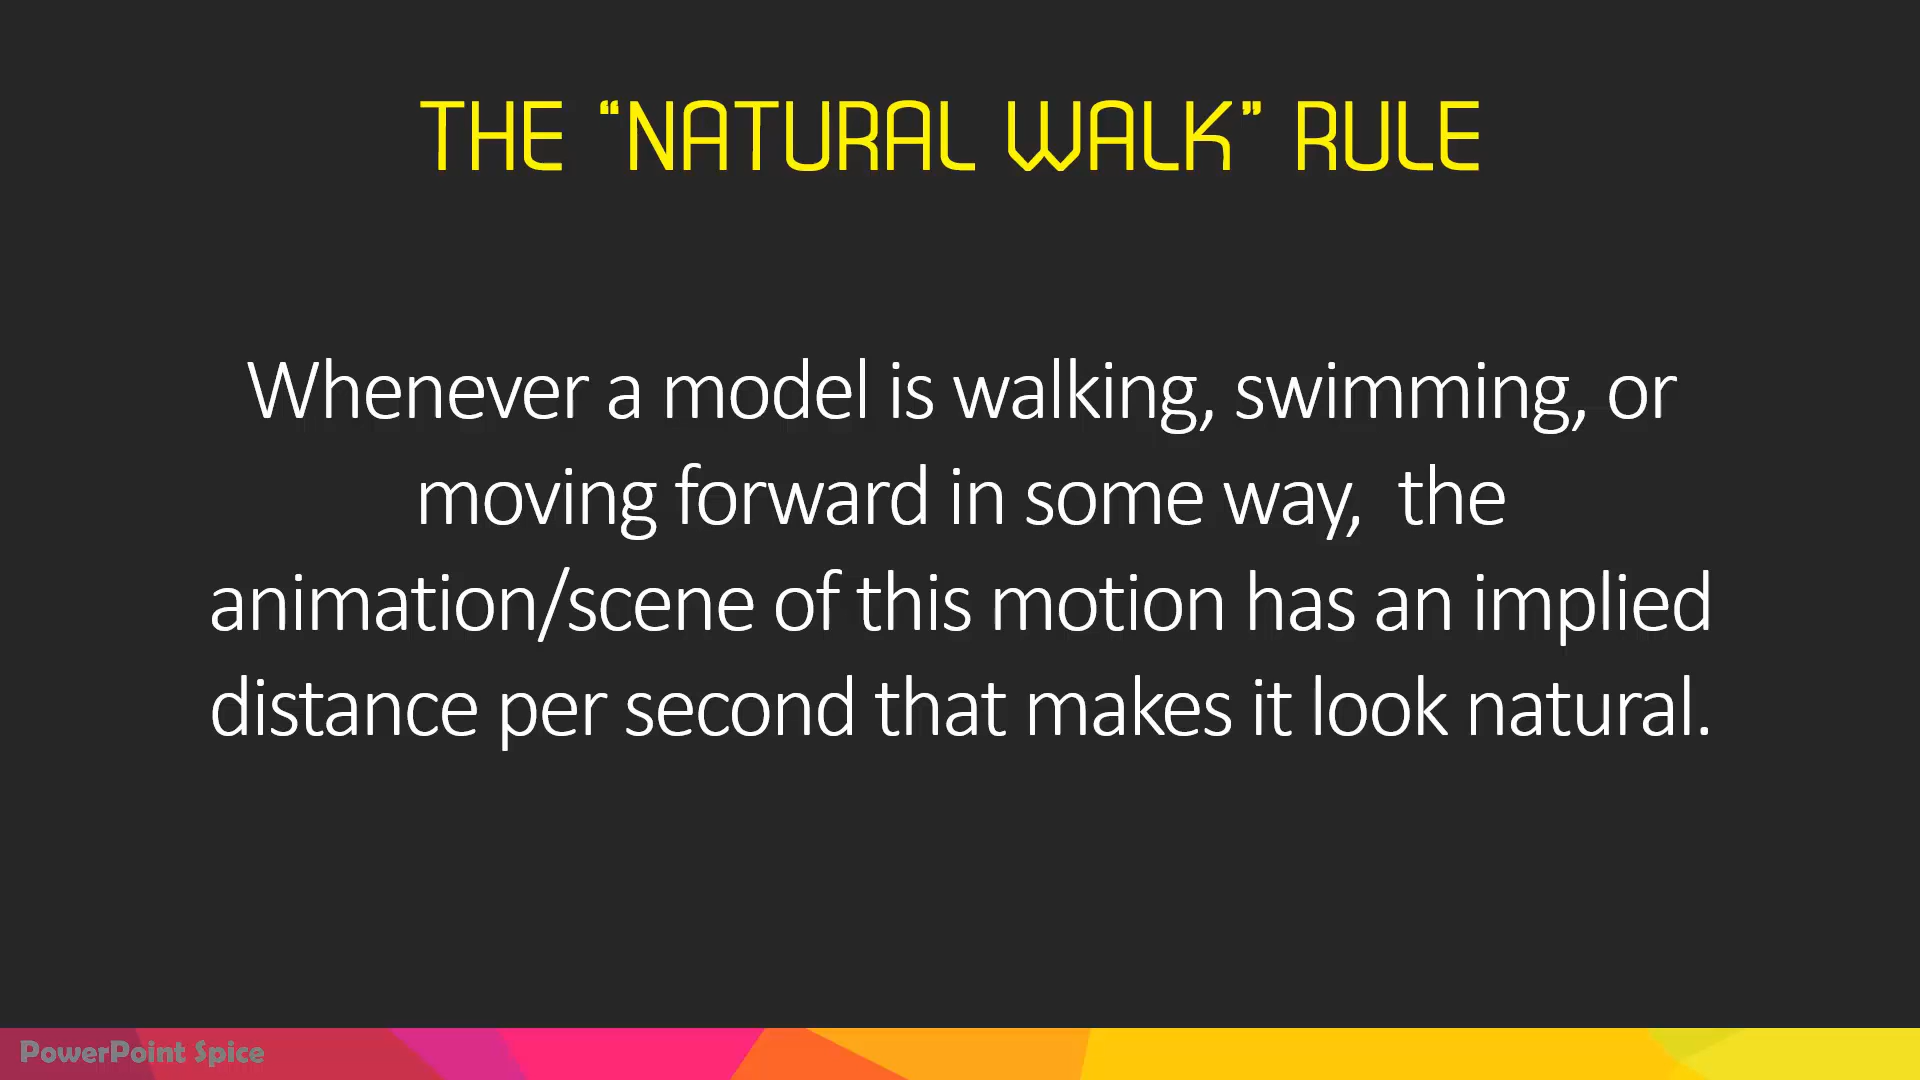 THE “NATURAL WALK” RULE
Whenever a model is walking, swimming, or
moving forward in some way,  the
animation/scene of this motion has an implied
distance per second that makes it look natural.
PowerPoint Spice